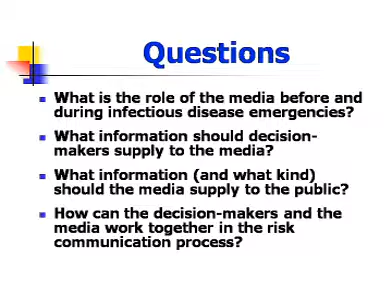 Questions
What is the role of the media before and
during infectious disease emergencies?
What information should decision-
makers supply to the media?
What information (and what kind)
should the media supply to the public?
How can the decision-makers and the
media work together in the risk
communication process?